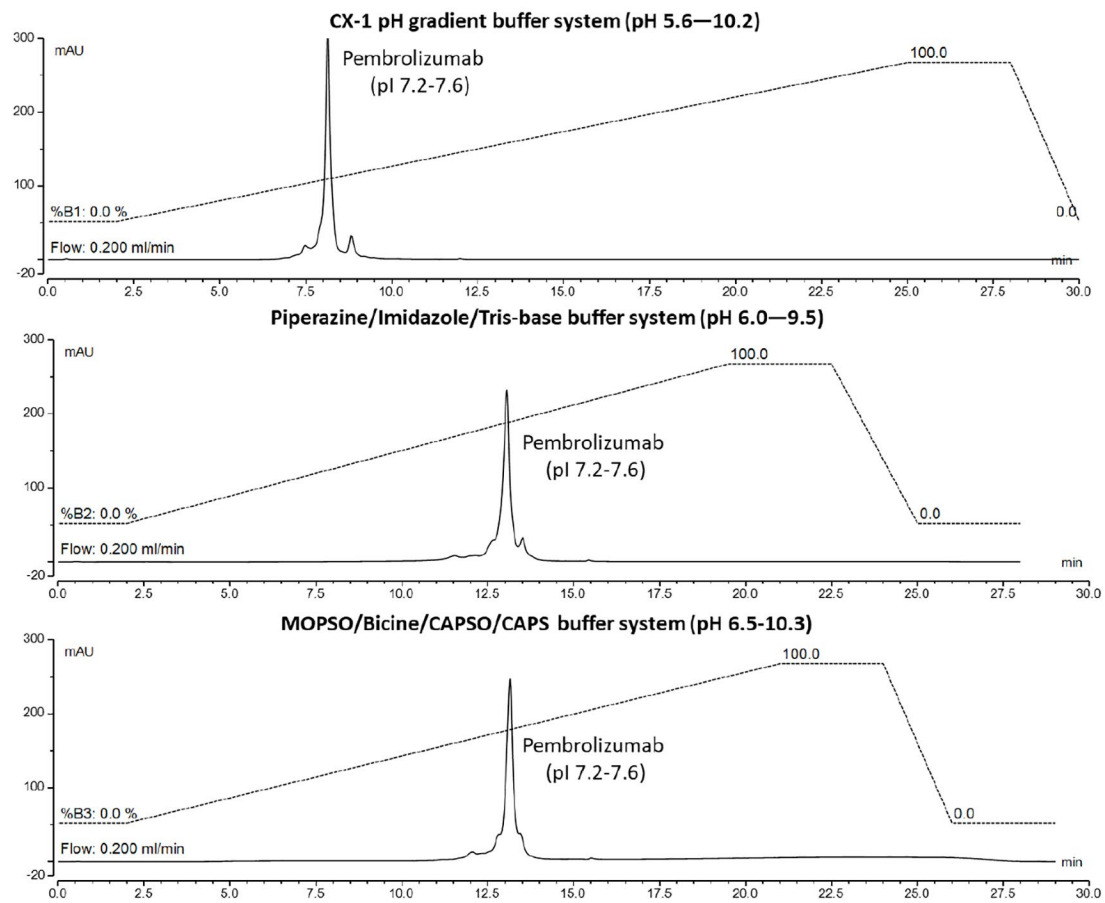 CX-1 pH gradient buffer system (pH 5.6—10.2)
300
mAU
100.0
Pembrolizumab
(pI 7.2-7.6)
200
100
%B1: 0.0 %
0.0
Flow: 0.200 ml/min
min
-20
0.0 2.5 5.0 7.5 10.0 12.5 15.0 17.5 20.0 22.5 25.0 27.5 30.0
Piperazine/Imidazole/Tris-base buffer system (pH 6.0—9.5)
300
mAU
100.0
200
Pembrolizumab
(pI 7.2-7.6)
100
%B2: 0.0 %
0.0
Flow: 0.200 ml/min
min
-20
0.0 2.5 5.0 7.5 10.0 12.5 15.0 17.5 20.0 22.5 25.0 27.5 30.0
MOPSO/Bicine/CAPSO/CAPS buffer system (pH 6.5-10.3)
300
mAU
100.0
200
Pembrolizumab
(pI 7.2-7.6)
100
%B3: 0.0 %
0.0
Flow: 0.200 ml/min
min
-20
0.0 2.5 5.0 7.5 10.0 12.5 15.0 17.5 20.0 22.5 25.0 27.5 30.0